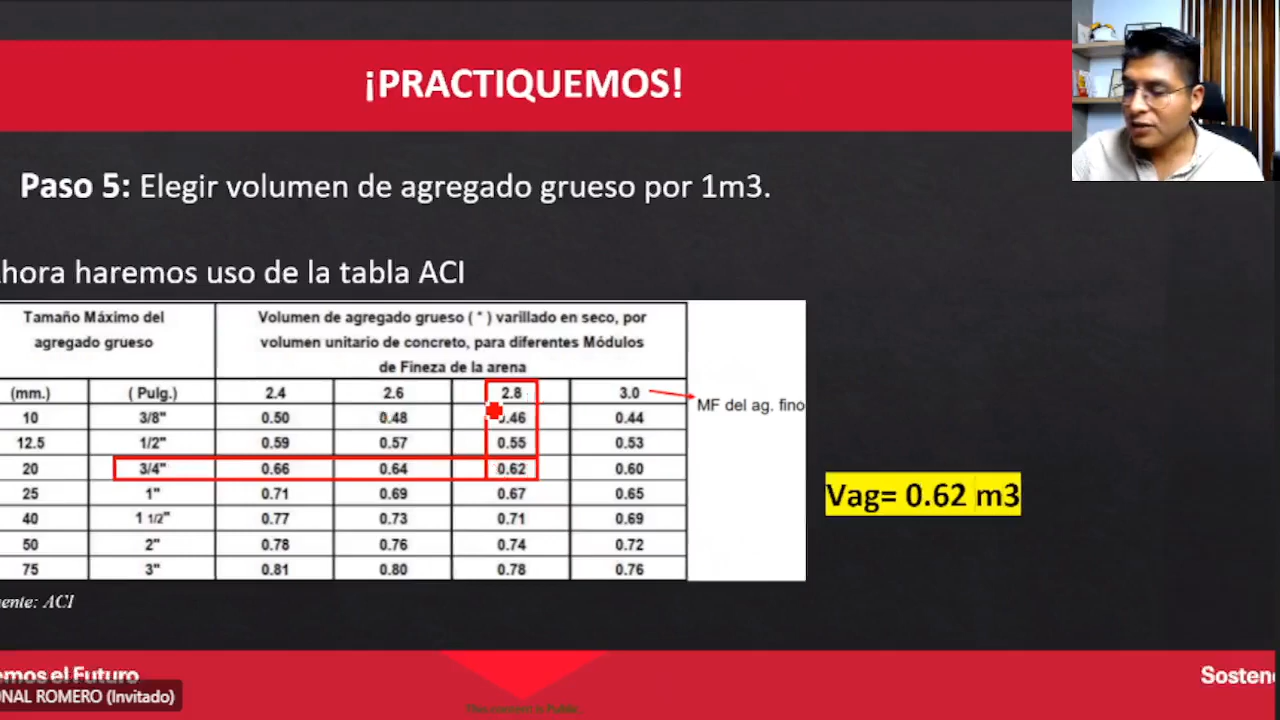 ¡PRACTIQUEMOS!
Paso 5: Elegir volumen de agregado grueso por 1m3.
hora haremos uso de la tabla ACI
Tamaño Máximo del agregado grueso
Volumen de agregado grueso ( * ) varillado en seco, por
volumen unitario de concreto, para diferentes Módulos
de Fineza de la arena
(mm.) ( Pulg.) 2.4 2.6 2.8 3.0
MF del ag. fino
10 3/8" 0.50 0.48 0.46 0.44
12.5 1/2" 0.59 0.57 0.55 0.53
20 3/4" 0.66 0.64 0.62 0.60
25 1" 0.71 0.69 0.67 0.65
40 1 1/2" 0.77 0.73 0.71 0.69
50 2" 0.78 0.76 0.74 0.72
75 3" 0.81 0.80 0.78 0.76
Vag= 0.62 m3
ente: ACI
emos el Futuro
ONAL ROMERO (Invitado)
Sosten